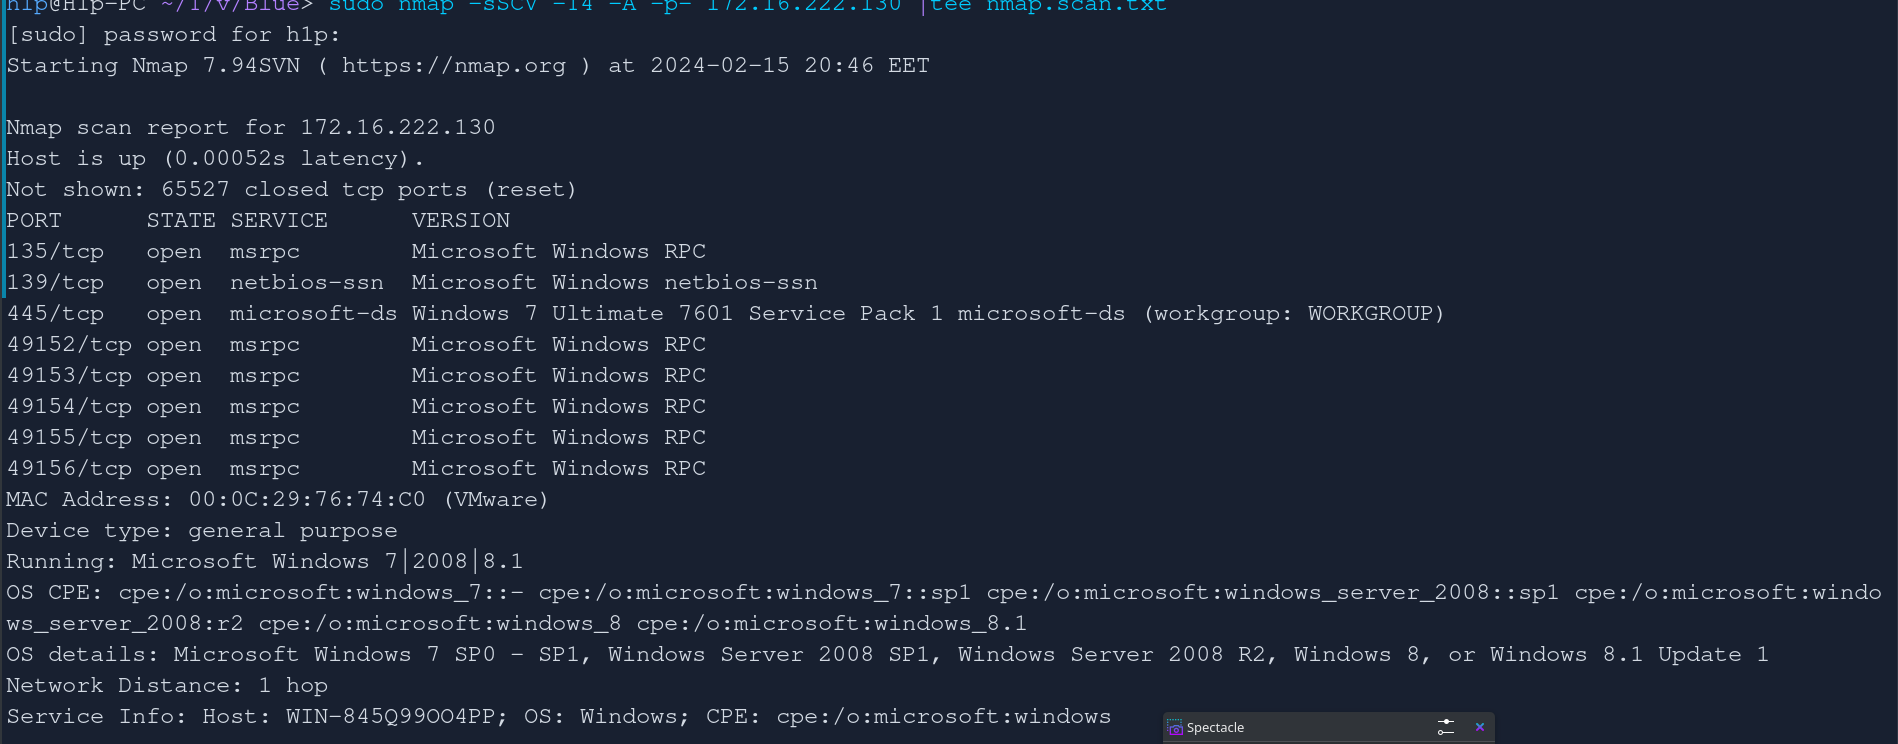 h1p@H1p-PC ~/T/V/Blue> sudo nmap -sSCV -T4 -A -p- 172.16.222.130 |tee nmap.scan.txt
[sudo] password for h1p:
Starting Nmap 7.94SVN ( https://nmap.org ) at 2024-02-15 20:46 EET
Nmap scan report for 172.16.222.130
Host is up (0.00052s latency).
Not shown: 65527 closed tcp ports (reset)
PORT      STATE SERVICE      VERSION
135/tcp   open  msrpc        Microsoft Windows RPC
139/tcp   open  netbios-ssn  Microsoft Windows netbios-ssn
445/tcp   open  microsoft-ds Windows 7 Ultimate 7601 Service Pack 1 microsoft-ds (workgroup: WORKGROUP)
49152/tcp open  msrpc        Microsoft Windows RPC
49153/tcp open  msrpc        Microsoft Windows RPC
49154/tcp open  msrpc        Microsoft Windows RPC
49155/tcp open  msrpc        Microsoft Windows RPC
49156/tcp open  msrpc        Microsoft Windows RPC
MAC Address: 00:0C:29:76:74:C0 (VMware)
Device type: general purpose
Running: Microsoft Windows 7|2008|8.1
OS CPE: cpe:/o:microsoft:windows_7::- cpe:/o:microsoft:windows_7::sp1 cpe:/o:microsoft:windows_server_2008::sp1 cpe:/o:microsoft:windo
ws_server_2008:r2 cpe:/o:microsoft:windows_8 cpe:/o:microsoft:windows_8.1
OS details: Microsoft Windows 7 SP0 - SP1, Windows Server 2008 SP1, Windows Server 2008 R2, Windows 8, or Windows 8.1 Update 1
Network Distance: 1 hop
Service Info: Host: WIN-845Q99OO4PP; OS: Windows; CPE: cpe:/o:microsoft:windows
Spectacle